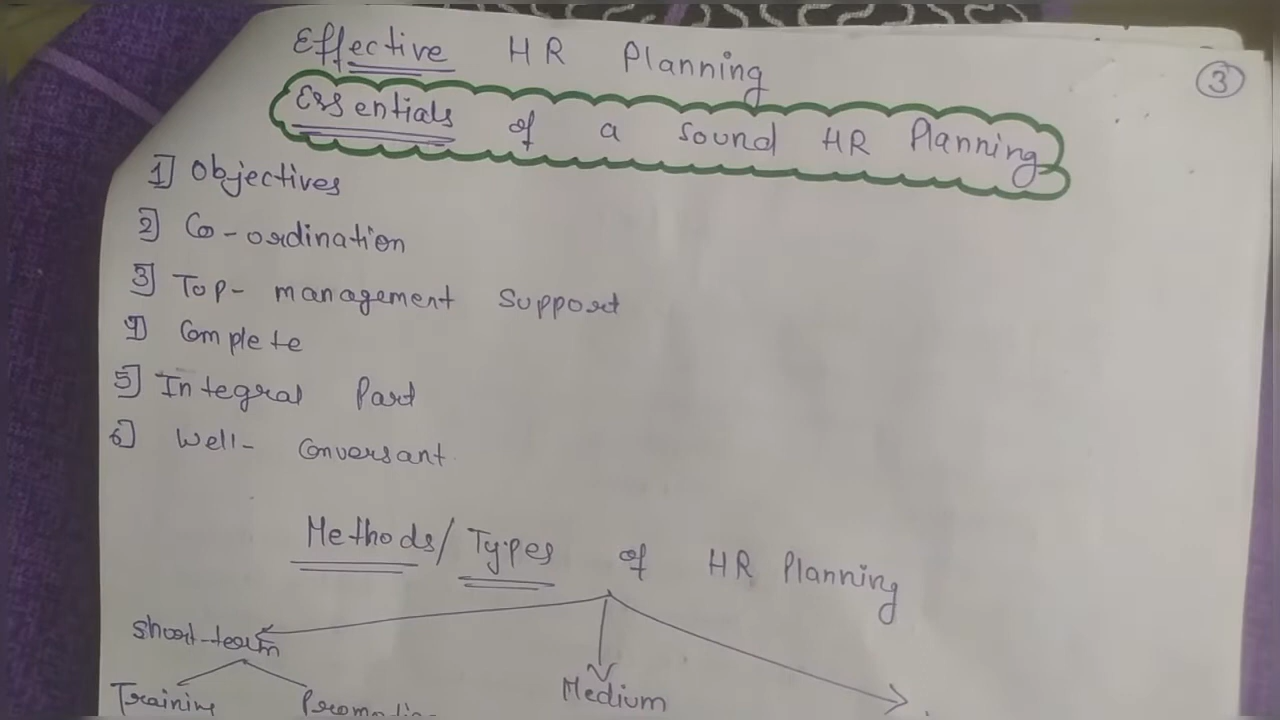 Effective HR Planning
3
Essentials of a sound HR Planning
1] Objectives
2] Co-ordination
3] Top-management Support
4] Complete
5] Integral Part
6] Well-Conversant
Methods/Types of HR Planning
Short-term
Medium
Training Promotion